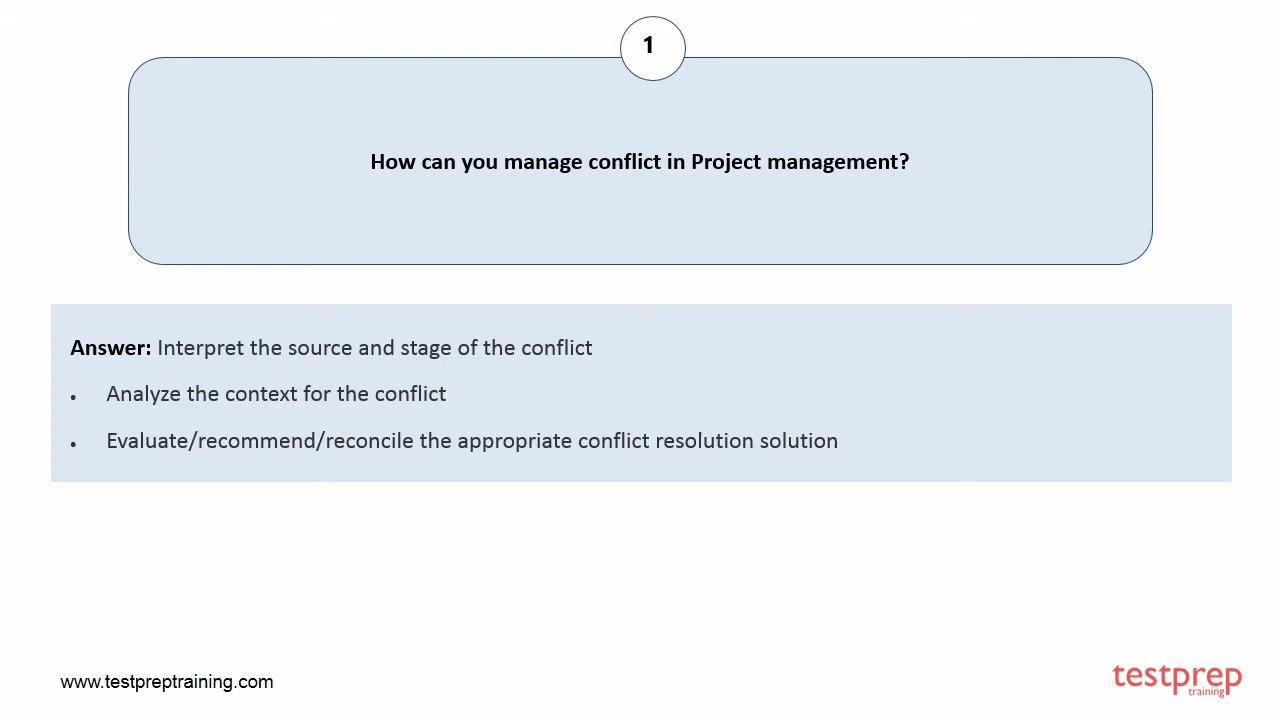 1
How can you manage conflict in Project management?
Answer: Interpret the source and stage of the conflict
• Analyze the context for the conflict
• Evaluate/recommend/reconcile the appropriate conflict resolution solution
www.testpreptraining.com
testprep
training